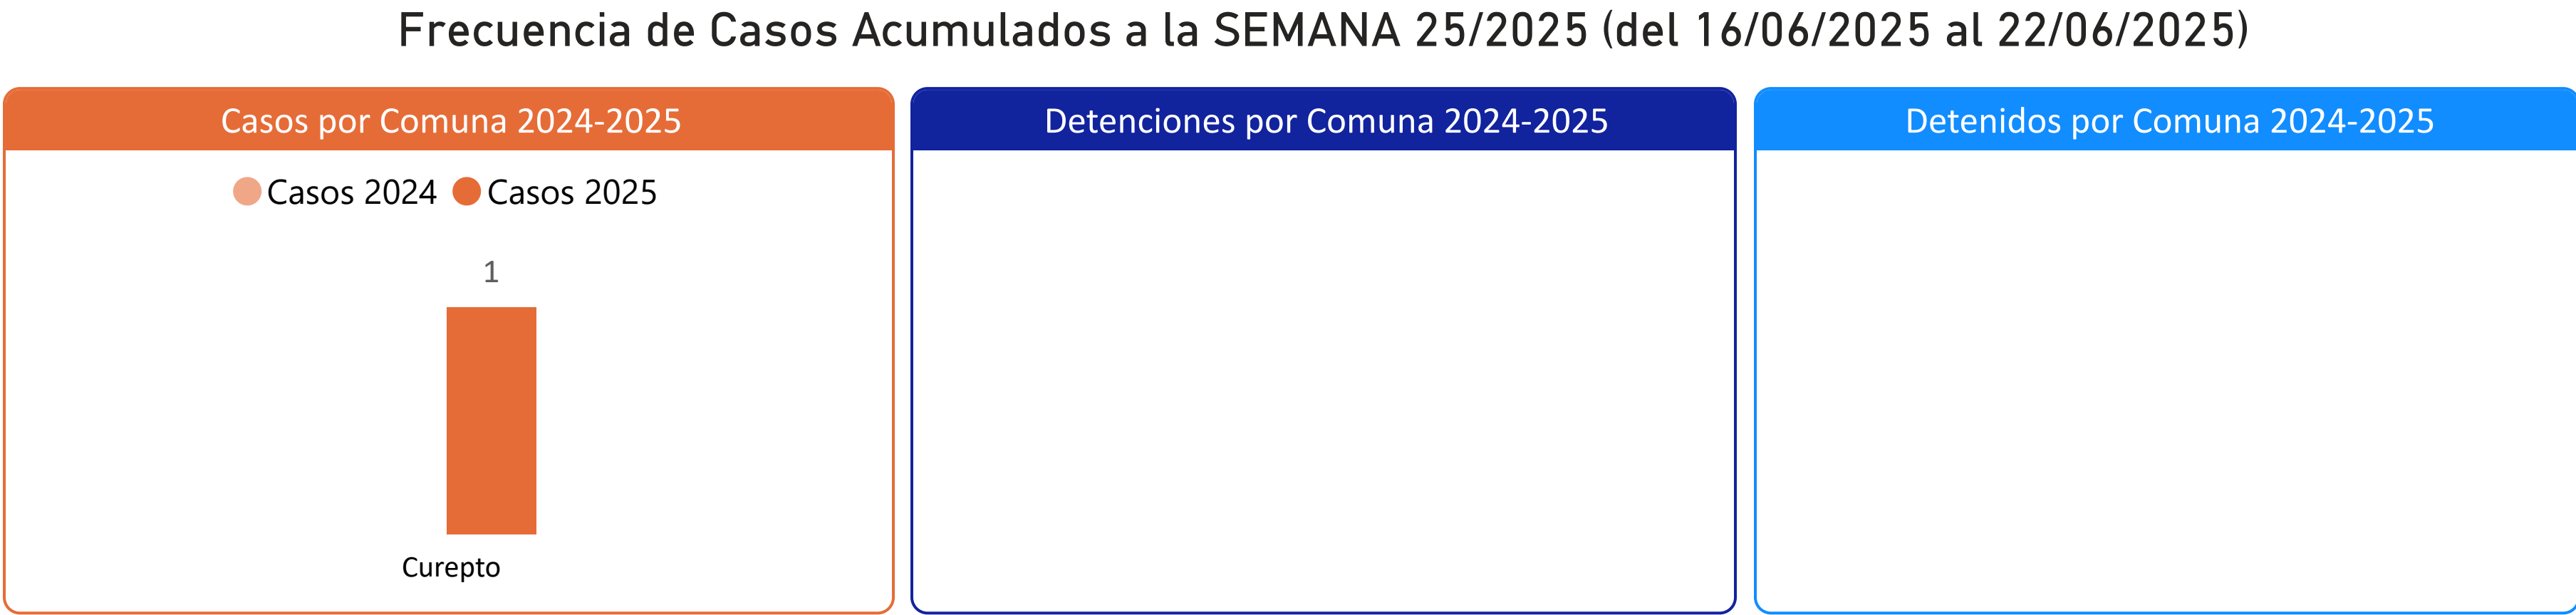 Frecuencia de Casos Acumulados a la SEMANA 25/2025 (del 16/06/2025 al 22/06/2025)
Casos por Comuna 2024-2025
Casos 2024 Casos 2025
1
Curepto
Detenciones por Comuna 2024-2025
Detenidos por Comuna 2024-2025